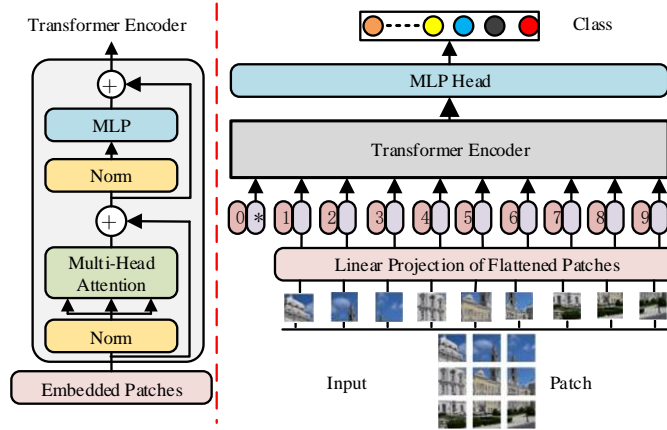 Transformer Encoder
+
MLP
Norm
+
Multi-Head
Attention
Norm
Embedded Patches
Class
MLP Head
Transformer Encoder
0 * 1 2 3 4 5 6 7 8 9
Linear Projection of Flattened Patches
Input
Patch